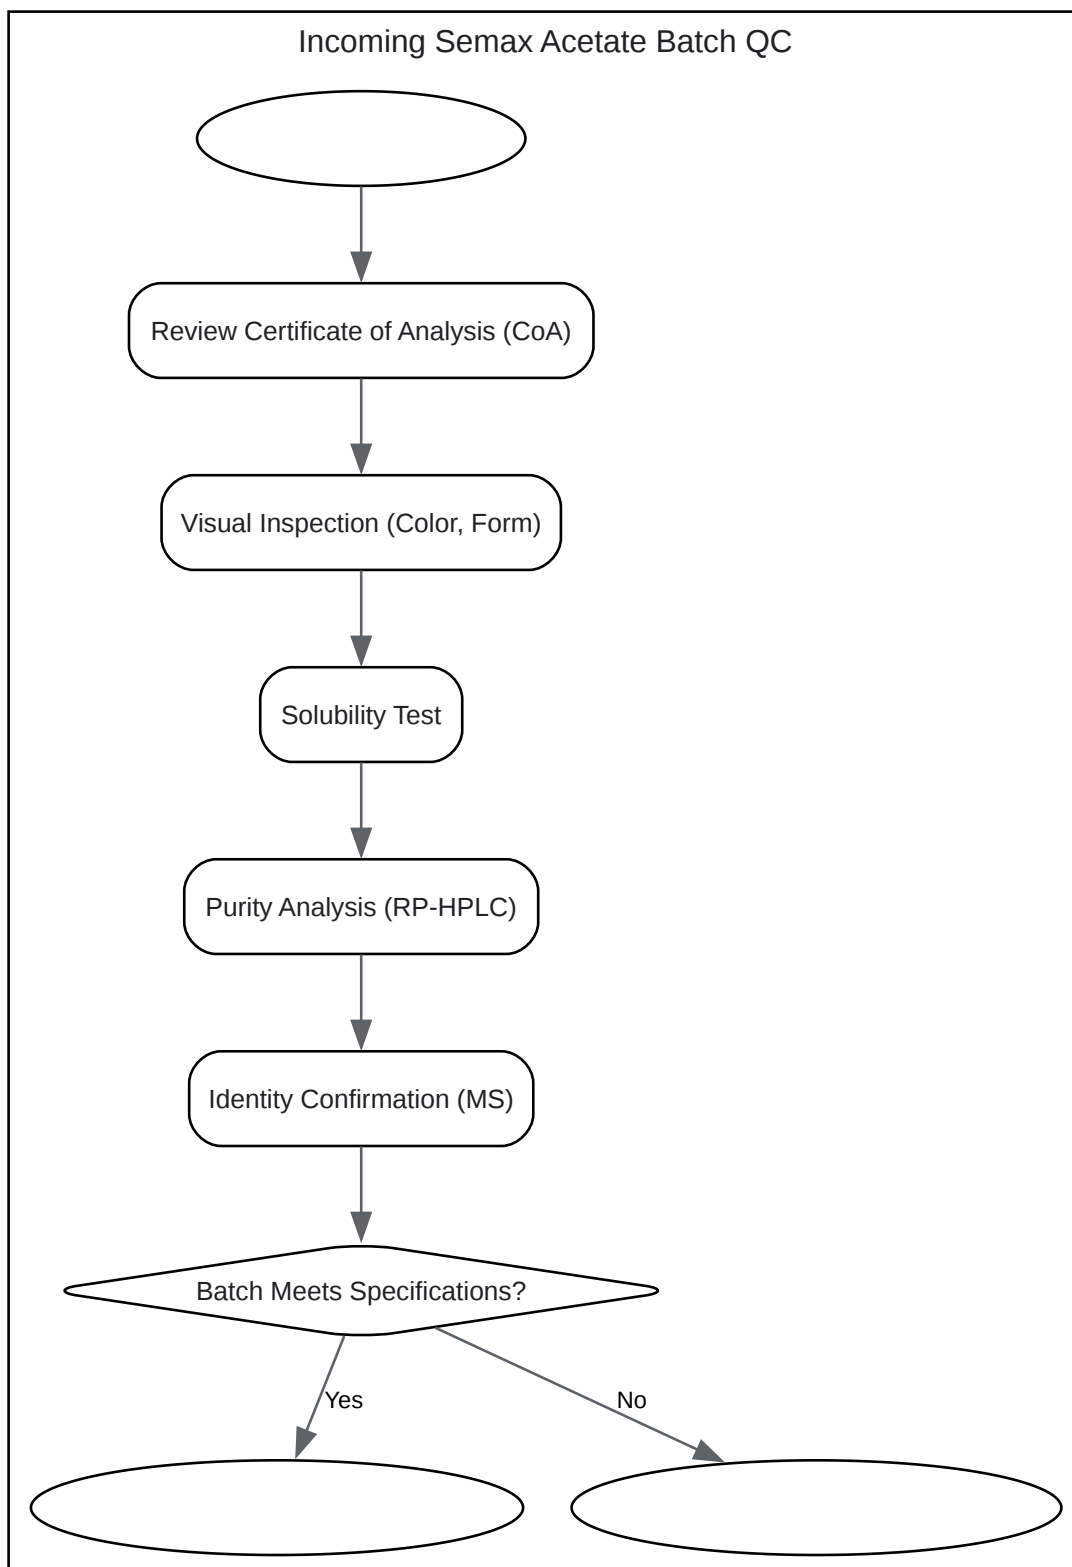 Incoming Semax Acetate Batch QC
Review Certificate of Analysis (CoA)
Visual Inspection (Color, Form)
Solubility Test
Purity Analysis (RP-HPLC)
Identity Confirmation (MS)
Batch Meets Specifications?
Yes
No